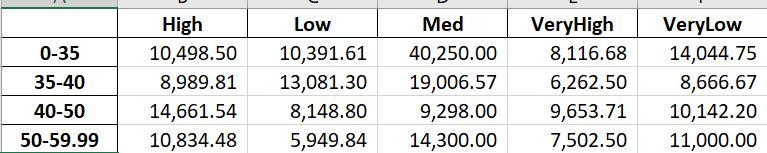 High Low Med VeryHigh VeryLow
0-35 10,498.50 10,391.61 40,250.00 8,116.68 14,044.75
35-40 8,989.81 13,081.30 19,006.57 6,262.50 8,666.67
40-50 14,661.54 8,148.80 9,298.00 9,653.71 10,142.20
50-59.99 10,834.48 5,949.84 14,300.00 7,502.50 11,000.00